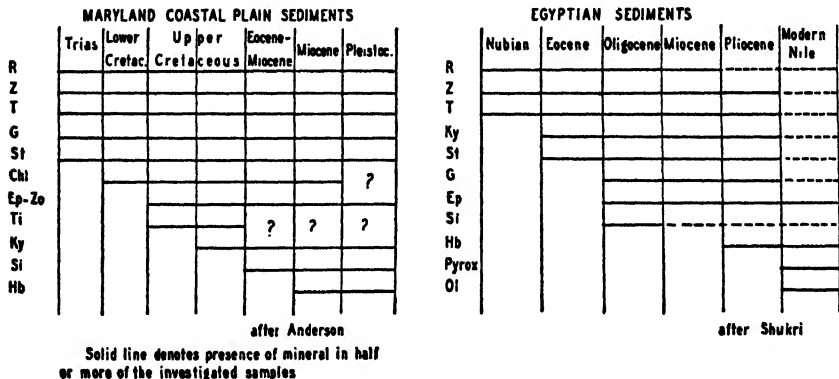 MARYLAND COASTAL PLAIN SEDIMENTS
Trias
Lower Cretac.
Upper Cretaceous
Eocene-Miocene
Miocene
Pleistoc.
R
Z
T
G
St
Chl
?
Ep-Zo
Ti
? ? ?
Ky
Si
Hb
after Anderson
Solid line denotes presence of mineral in half
or more of the investigated samples
EGYPTIAN SEDIMENTS
Nubian
Eocene
Oligocene
Miocene
Pliocene
Modern Nile
R
Z
T
Ky
St
G
Ep
Si
Hb
Pyrox
Ol
after Shukri